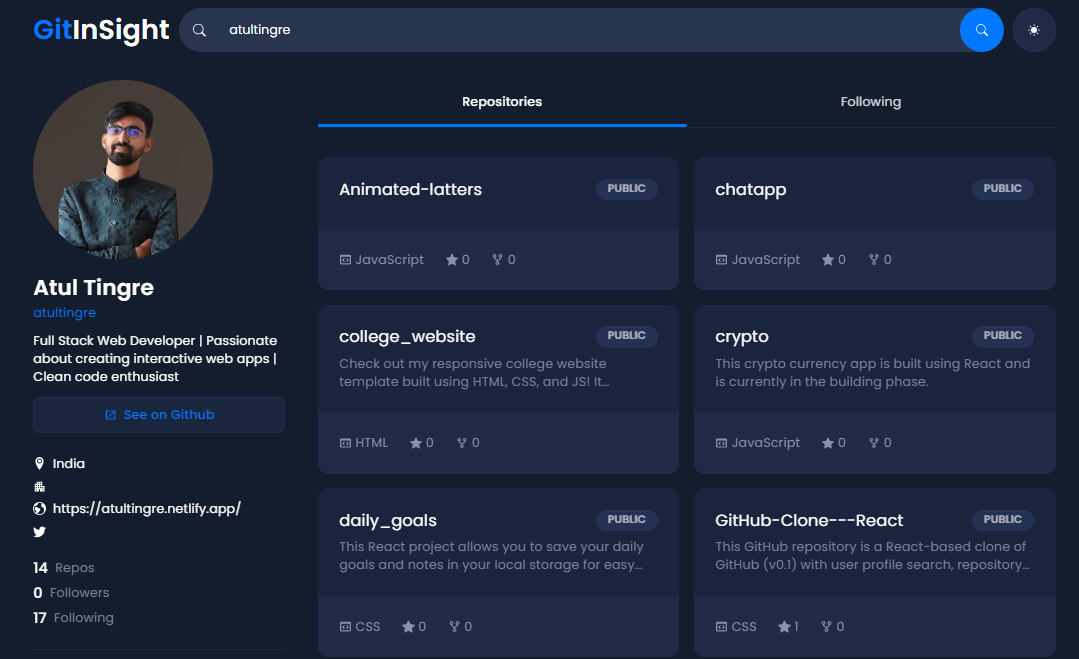 GitInSight
atultingre
Atul Tingre
atultingre
Full Stack Web Developer | Passionate
about creating interactive web apps |
Clean code enthusiast
See on Github
India
https://atultingre.netlify.app/
14 Repos
0 Followers
17 Following
Repositories
Following
Animated-latters PUBLIC
JavaScript 0 0
chatapp PUBLIC
JavaScript 0 0
college_website PUBLIC
Check out my responsive college website
template built using HTML, CSS, and JS! It...
HTML 0 0
crypto PUBLIC
This crypto currency app is built using React and
is currently in the building phase.
JavaScript 0 0
daily_goals PUBLIC
This React project allows you to save your daily
goals and notes in your local storage for easy...
CSS 0 0
GitHub-Clone---React PUBLIC
This GitHub repository is a React-based clone of
GitHub (v0.1) with user profile search, repository...
CSS 1 0